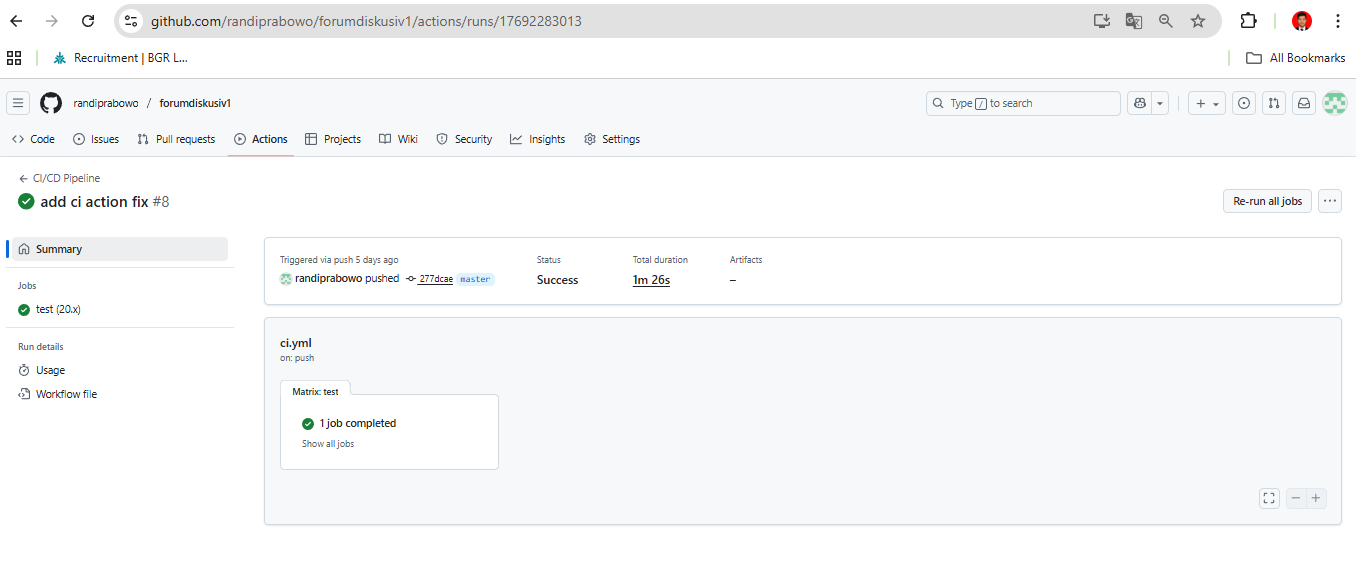 github.com/randiprabowo/forumdiskusiv1/actions/runs/17692283013
Recruitment | BGR L...
All Bookmarks
randiprabowo / forumdiskusiv1
Type / to search
Code Issues Pull requests Actions Projects Wiki Security Insights Settings
CI/CD Pipeline
add ci action fix #8
Re-run all jobs
Summary
Jobs
test (20.x)
Run details
Usage
Workflow file
Triggered via push 5 days ago
randiprabowo pushed 277dcae master
Status
Success
Total duration
1m 26s
Artifacts
–
ci.yml
on: push
Matrix: test
1 job completed
Show all jobs